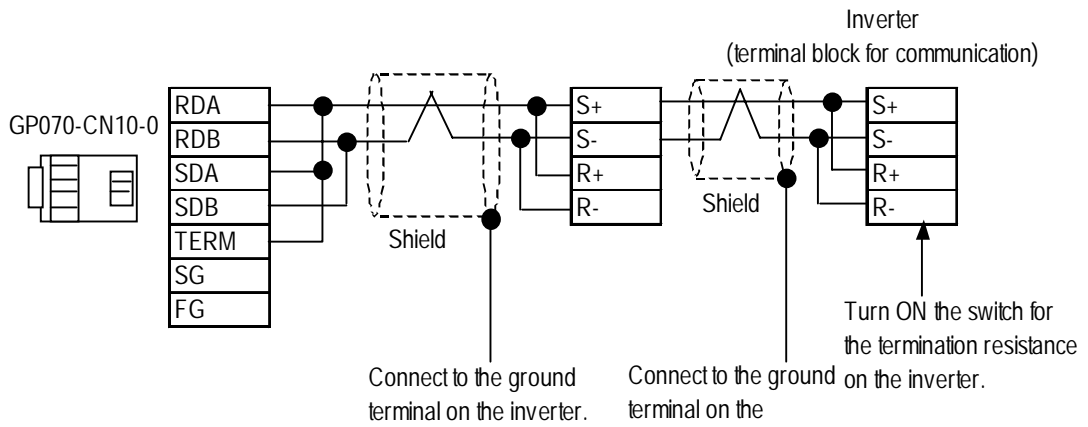 Inverter
(terminal block for communication)
GP070-CN10-0
RDA
RDB
SDA
SDB
TERM
SG
FG
Shield
S+
S-
R+
R-
Shield
S+
S-
R+
R-
Connect to the ground
terminal on the inverter.
Connect to the ground
terminal on the
Turn ON the switch for
the termination resistance
on the inverter.